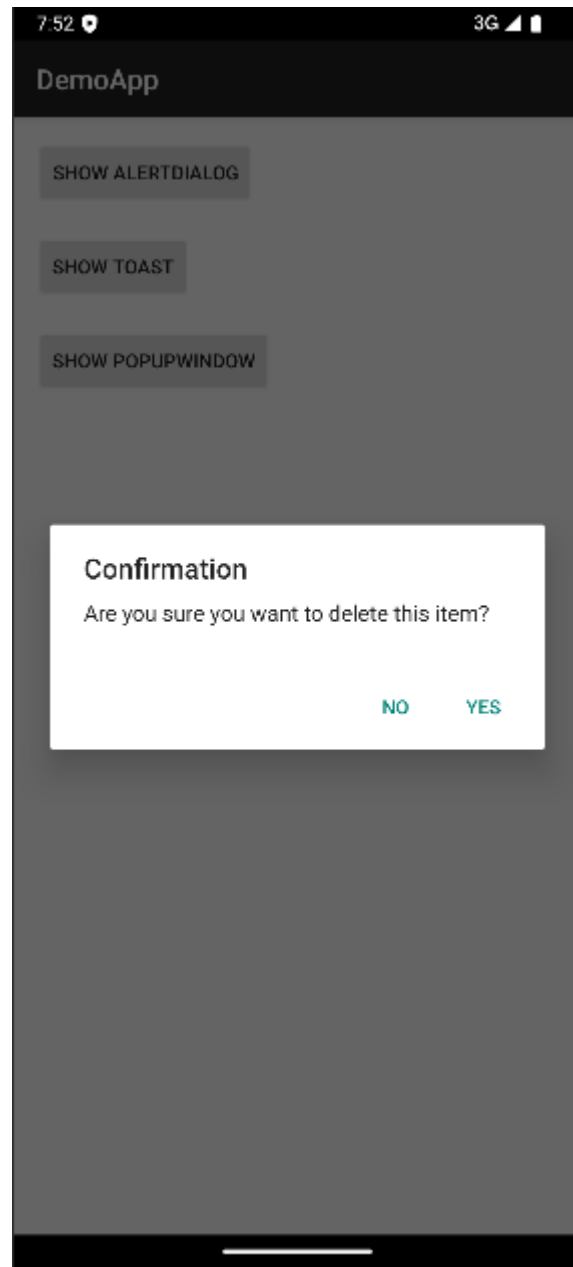 7:52 3G
DemoApp
SHOW ALERTDIALOG
SHOW TOAST
SHOW POPUPWINDOW
Confirmation
Are you sure you want to delete this item?
NO YES